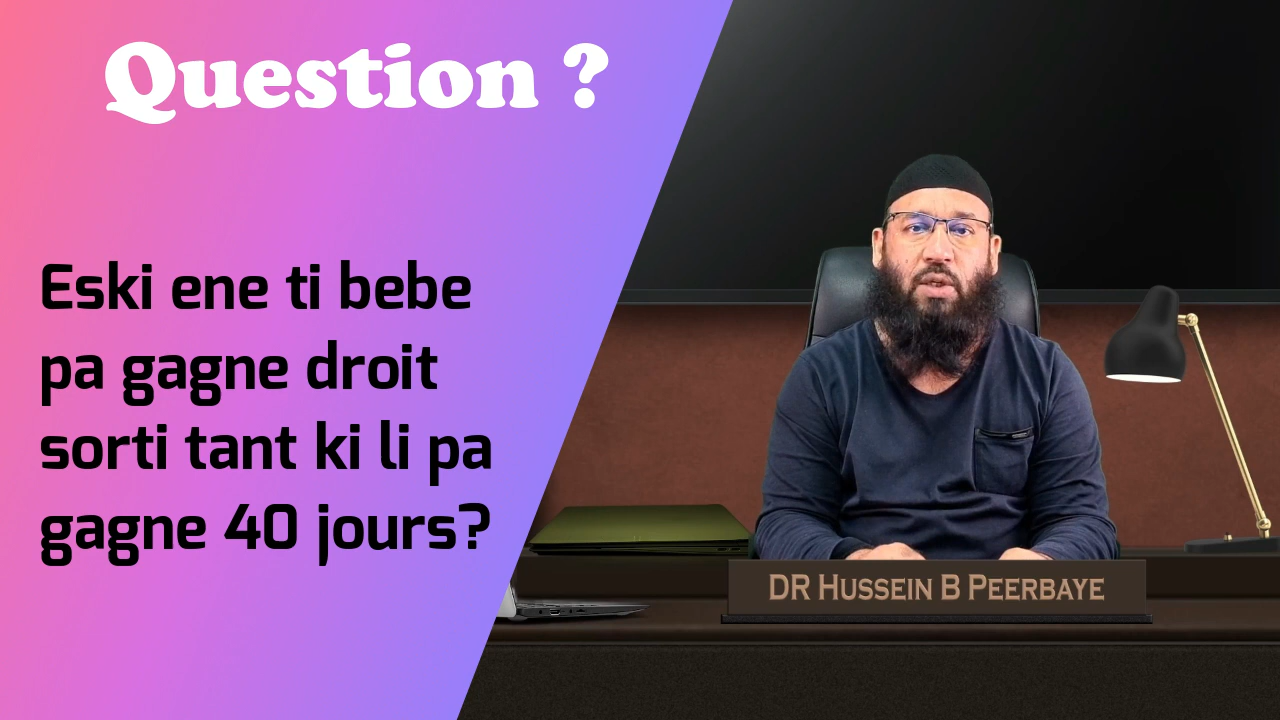 Question ?
Eski ene ti bebe
pa gagne droit
sorti tant ki li pa
gagne 40 jours?
DR HUSSEIN B PEERBAYE